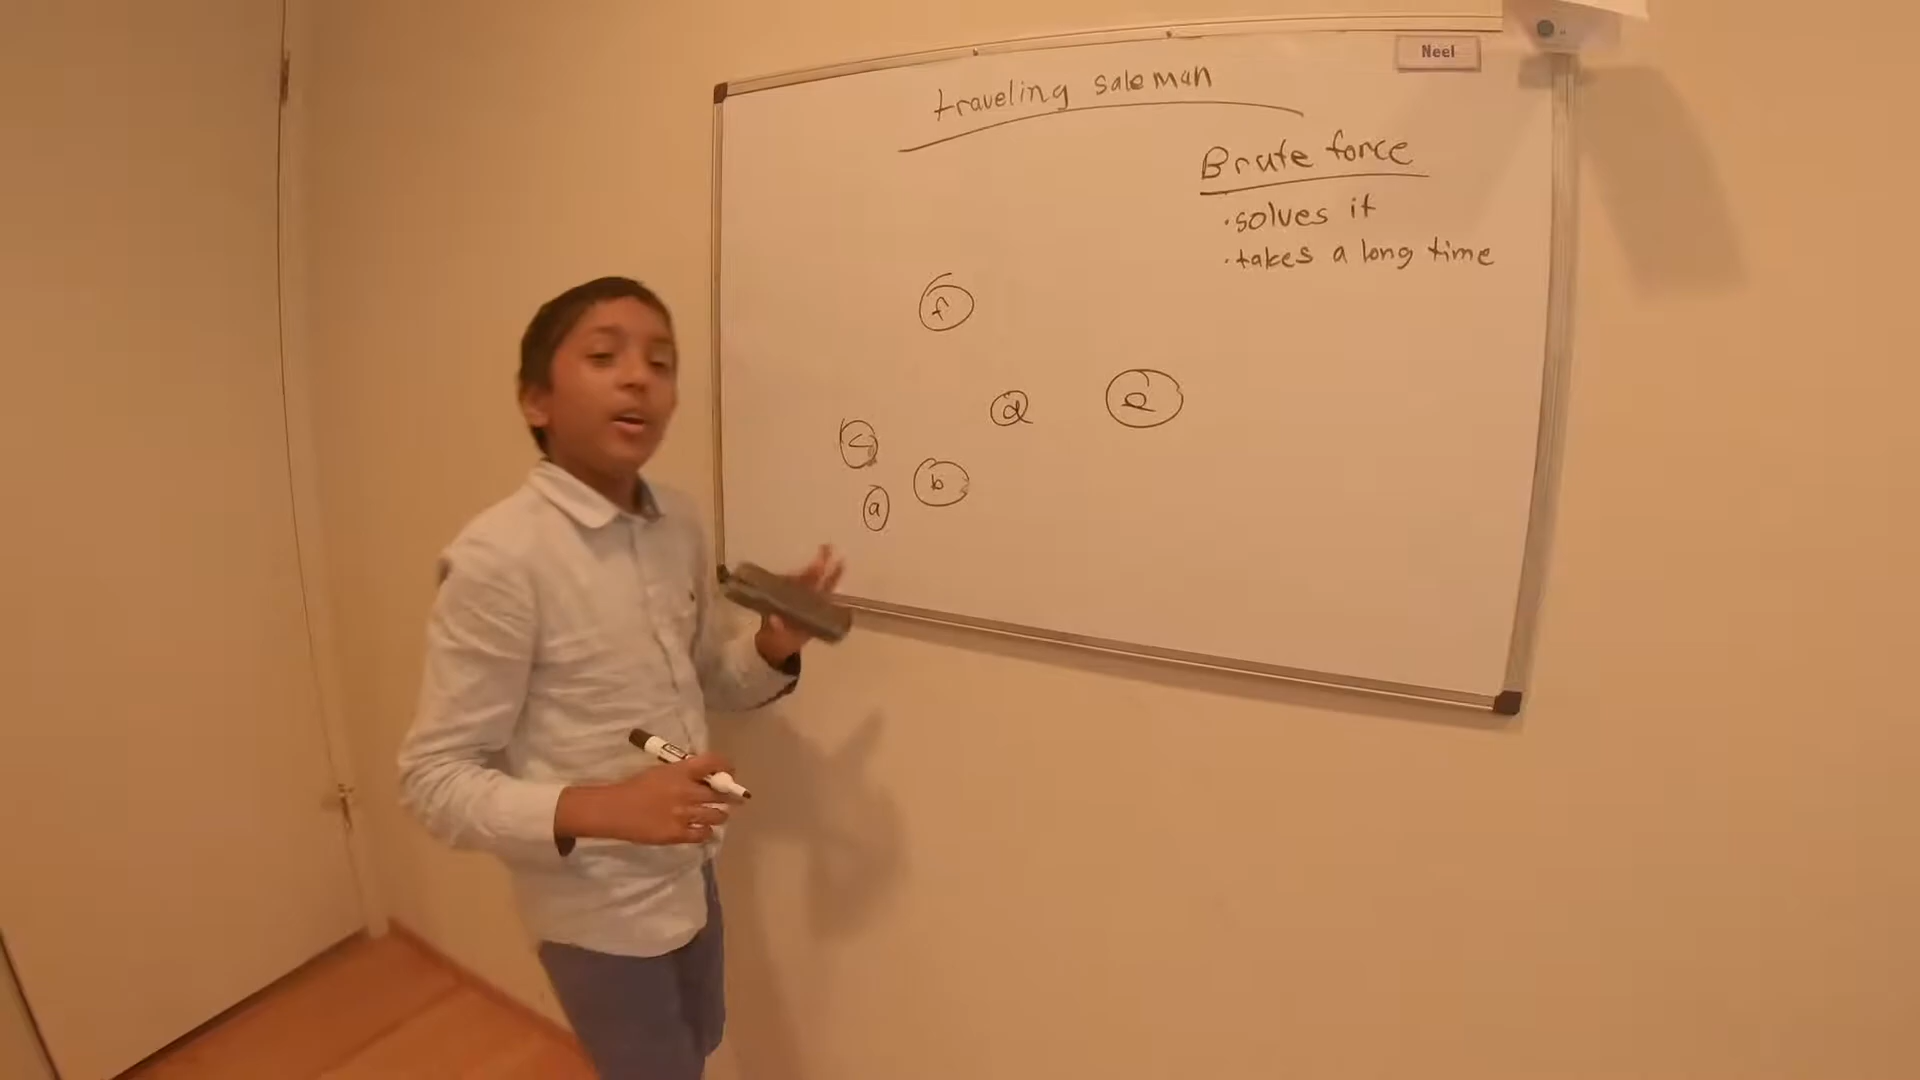 Neel
traveling saleman
Brute force
·solves it
·takes a long time
f
d
e
c
b
a